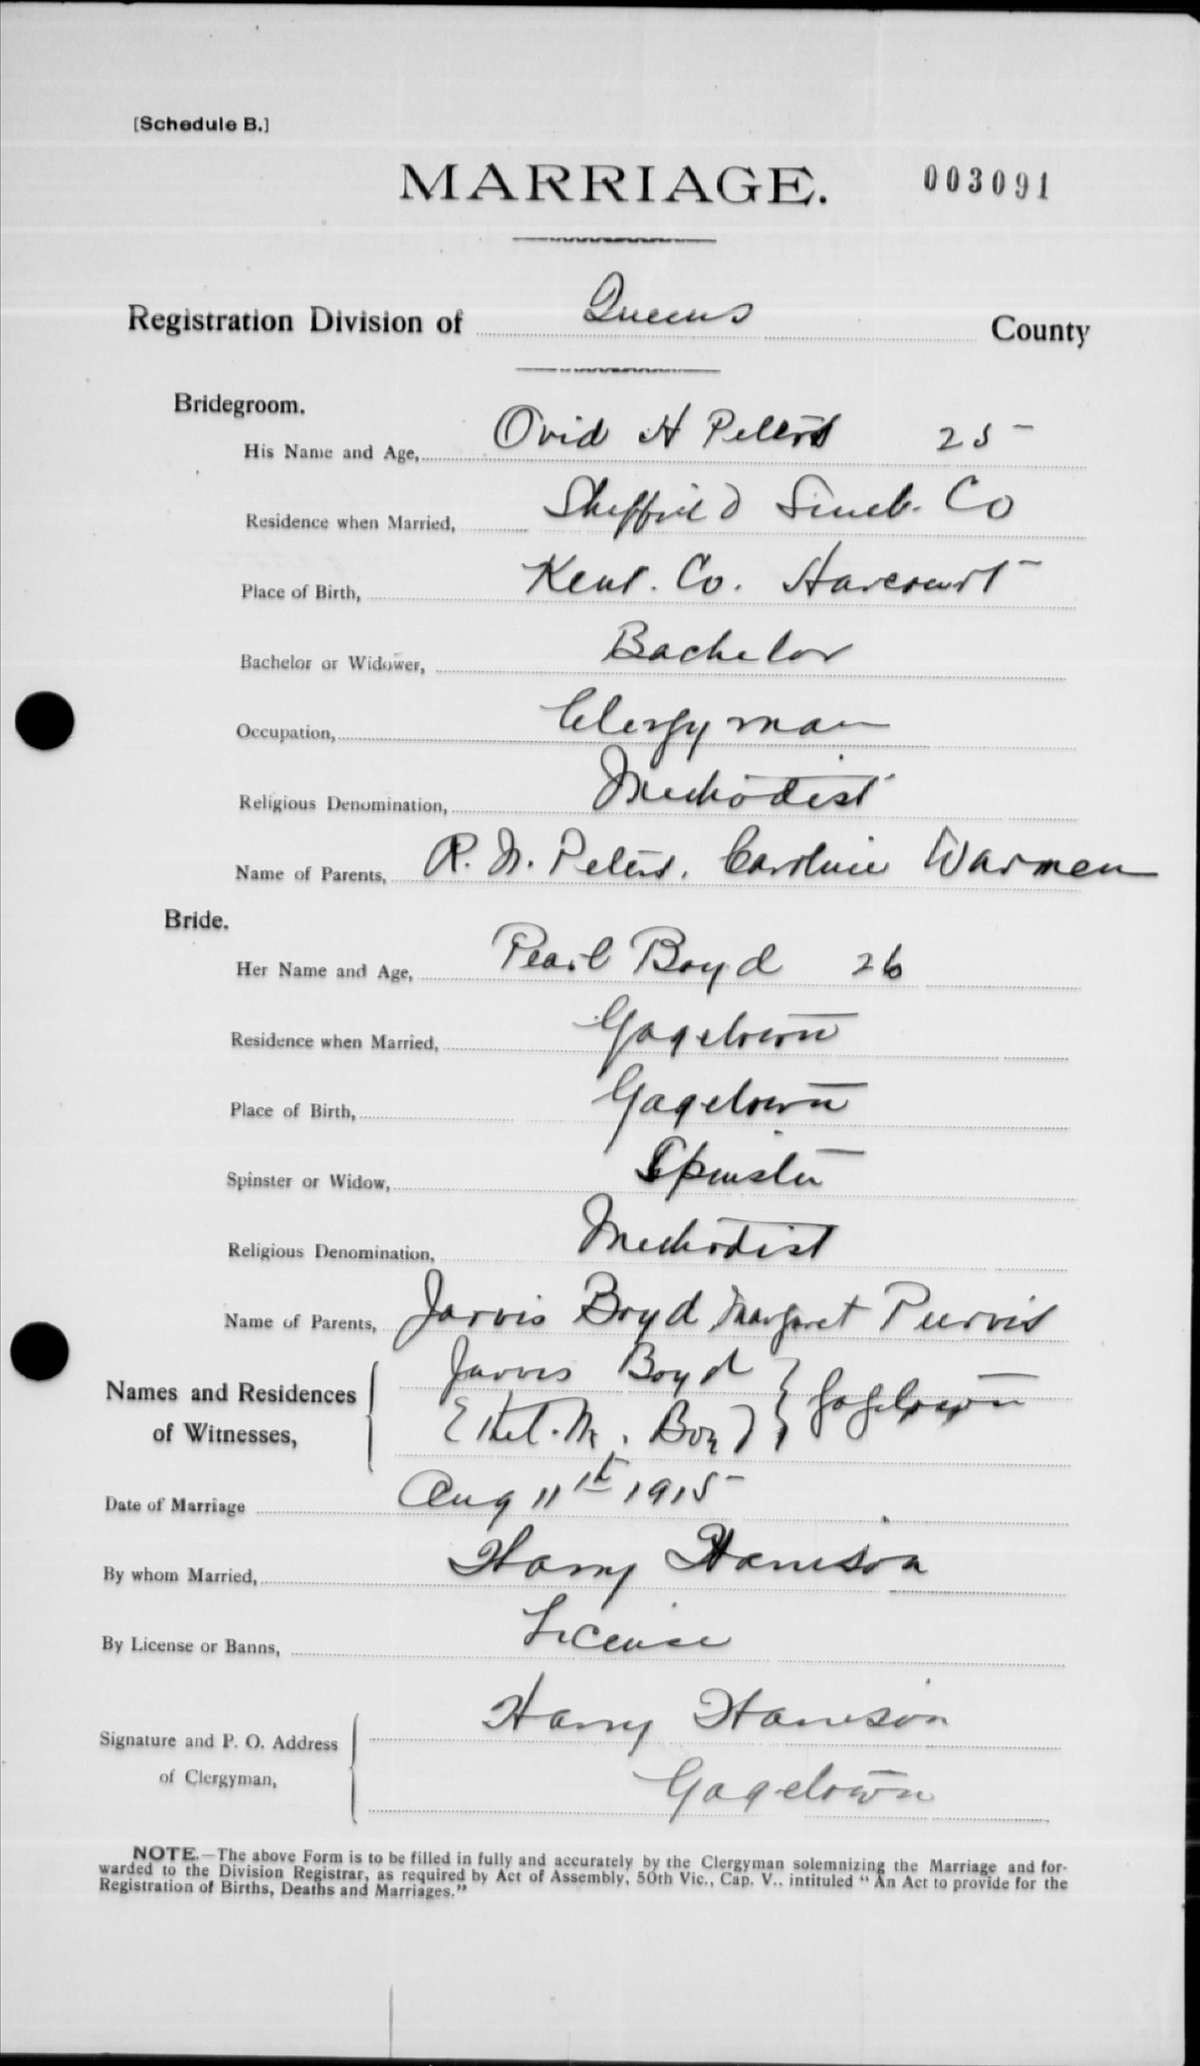 [Schedule B.]
MARRIAGE. 003091
Registration Division of Queens County
Bridegroom.
His Name and Age, Ovid H Peters 25
Residence when Married, Sheffield Co
Place of Birth, Kent. Co. Harcourt
Bachelor or Widower, Bachelor
Occupation, Clergyman
Religious Denomination, Methodist
Name of Parents, R. N. Peters. Caroline Warmen
Bride.
Her Name and Age, Pearl Boyd 26
Residence when Married, Gagetown
Place of Birth, Gagetown
Spinster or Widow, Spinster
Religious Denomination, Methodist
Name of Parents, Jarvis Boyd Margaret Purvis
Names and Residences Jarvis Boyd
of Witnesses, Ethel. M. Boyd } Gagetown
Date of Marriage Aug 11th 1915
By whom Married, Harry Harrison
By License or Banns, License
Signature and P. O. Address Harry Harrison
of Clergyman, Gagetown
NOTE.—The above Form is to be filled in fully and accurately by the Clergyman solemnizing the Marriage and for-
warded to the Division Registrar, as required by Act of Assembly, 50th Vic., Cap. V., intituled “ An Act to provide for the
Registration of Births, Deaths and Marriages.”